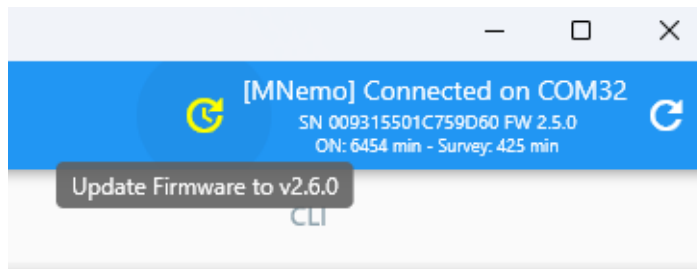 [MNemo] Connected on COM32
SN 009315501C759D60 FW 2.5.0
ON: 6454 min - Survey: 425 min
Update Firmware to v2.6.0
CLI